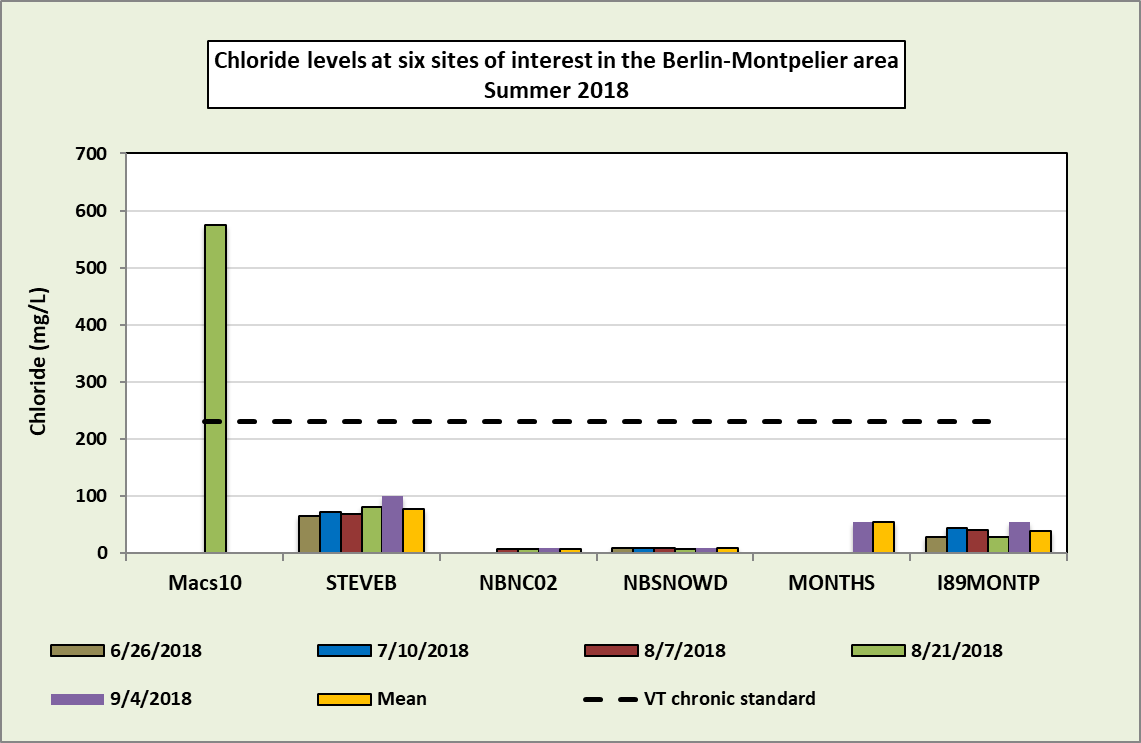 Chloride levels at six sites of interest in the Berlin-Montpelier area
Summer 2018
700
600
500
400
300
200
100
0
Chloride (mg/L)
Macs10 STEVEB NBNC02 NBSNOWD MONTHS I89MONTP
6/26/2018 7/10/2018 8/7/2018 8/21/2018
9/4/2018 Mean VT chronic standard